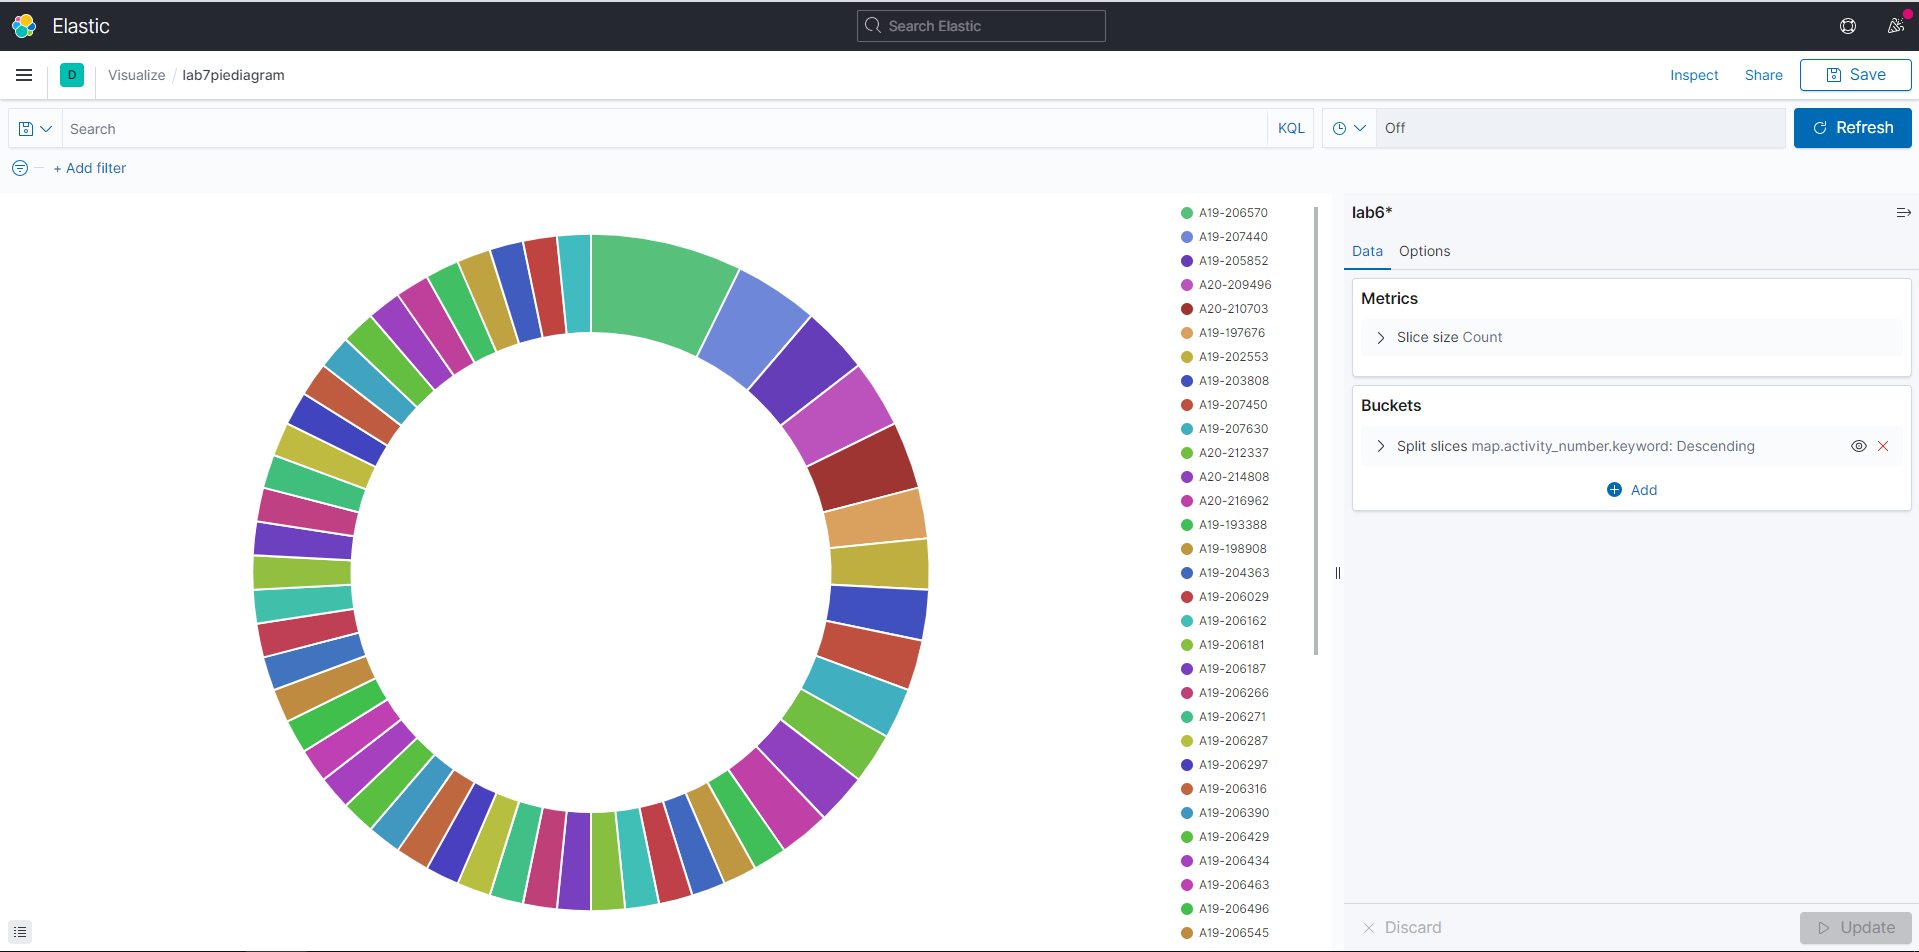 Elastic
Search Elastic
D
Visualize / lab7piediagram
Inspect
Share
Save
Search
KQL
Off
Refresh
+ Add filter
A19-206570
A19-207440
A19-205852
A20-209496
A20-210703
A19-197676
A19-202553
A19-203808
A19-207450
A19-207630
A20-212337
A20-214808
A20-216962
A19-193388
A19-198908
A19-204363
A19-206029
A19-206162
A19-206181
A19-206187
A19-206266
A19-206271
A19-206287
A19-206297
A19-206316
A19-206390
A19-206429
A19-206434
A19-206463
A19-206496
A19-206545
lab6*
Data Options
Metrics
Slice size Count
Buckets
Split slices map.activity_number.keyword: Descending
Add
Discard
Update